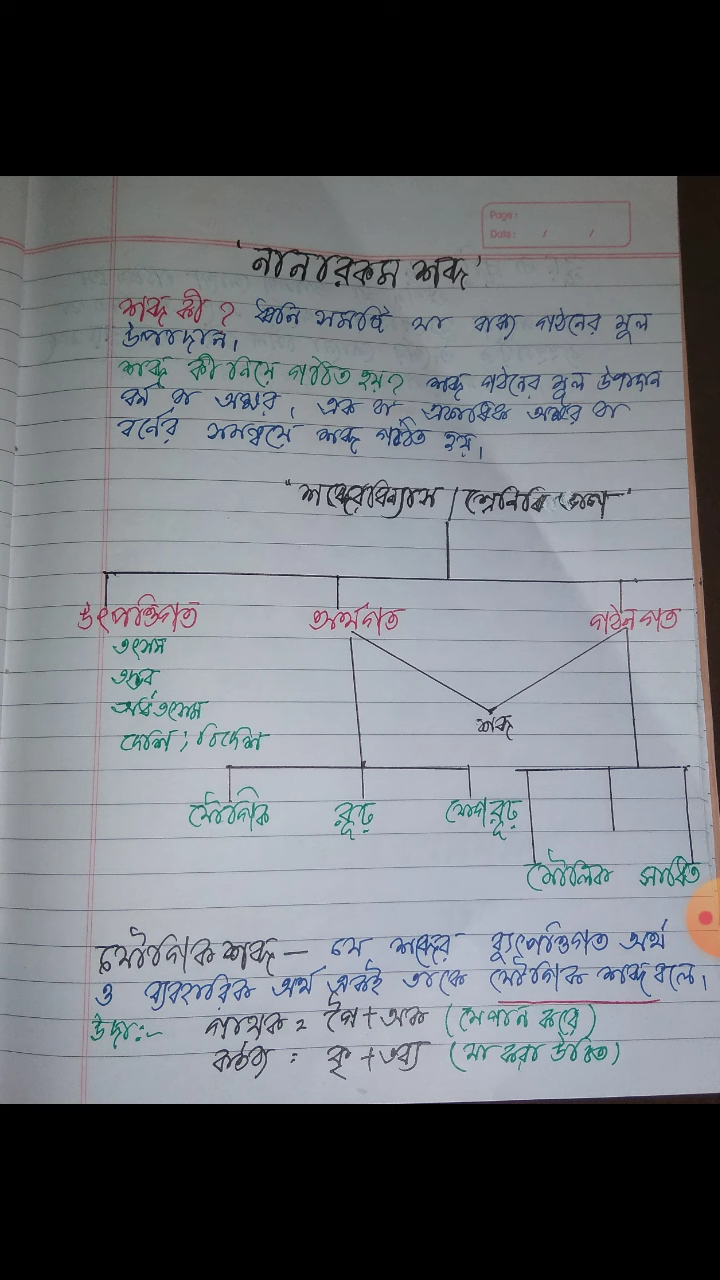 Page:
Date: / /
'নানারকম শব্দ'
শব্দ কী ? ধ্বনি সমষ্টি যা বাক্য গঠনের মূল
উপাদান।
শব্দ কী নিয়ে গঠিত হয়? শব্দ গঠনের মূল উপাদান
বর্ণ বা অক্ষর, এক বা একাধিক অক্ষর বা
বর্ণের সমন্বয়ে শব্দ গঠিত হয়।
"শব্দের বিন্যাস / শ্রেনিবি
উৎপত্তিগত অর্থগত গঠনগত
তৎসম
তদ্ভব
অর্ধতৎসম
দেশি, বিদেশি
শব্দ
যৌগিক রূঢ় যোগরূঢ়
মৌলিক সাধিত
যৌগিক শব্দ — যে শব্দের ব্যুৎপত্তিগত অর্থ
ও ব্যবহারিক অর্থ একই তাকে যৌগিক শব্দ বলে।
উদা:- গায়ক = গৈ + অক (যে গান করে)
কর্তব্য : কৃ + তব্য (যা করা উচিত)